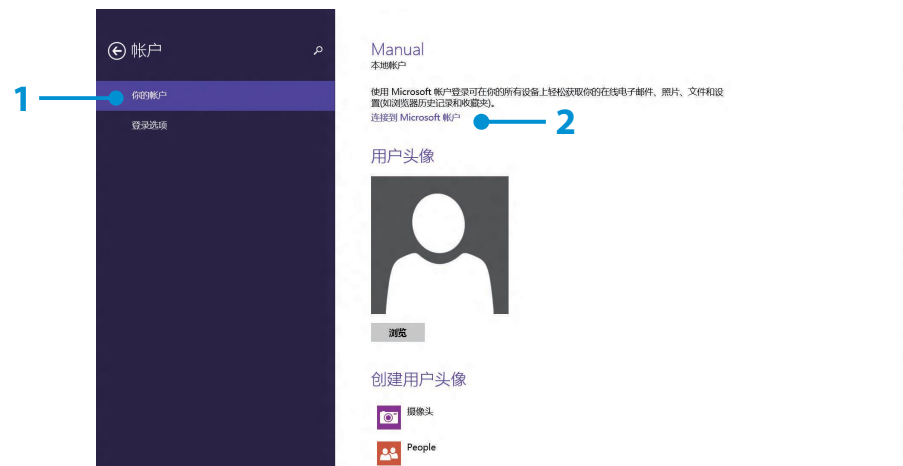 帐户
1
你的帐户
登录选项
Manual
本地帐户
使用 Microsoft 帐户登录可在你的所有设备上轻松获取你的在线电子邮件、照片、文件和设
置(如浏览器历史记录和收藏夹)。
连接到 Microsoft 帐户
2
用户头像
浏览
创建用户头像
摄像头
People